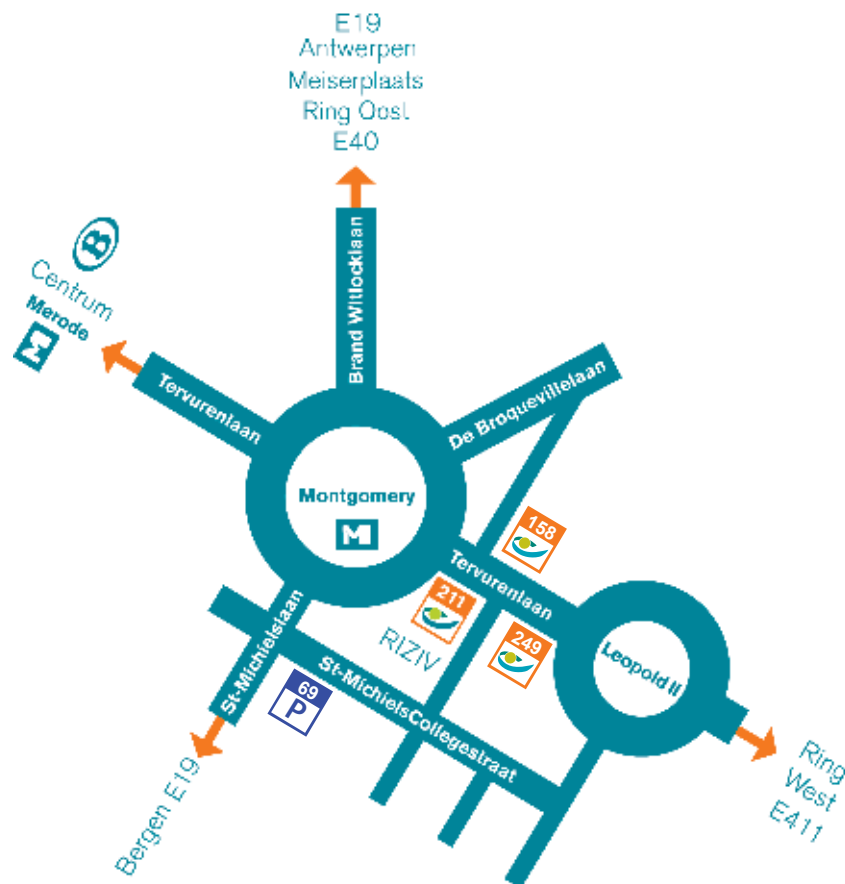 E19
Antwerpen
Meiserplaats
Ring Oost
E40
B
Centrum
Merode
M
Tervurenlaan
Brand Witlocklaan
De Broquevillelaan
Montgomery
M
158
Tervurenlaan
211
RIZIV
249
Leopold II
St-Michielslaan
69
P
St-MichielsCollegestraat
Bergen E19
Ring
West
E411